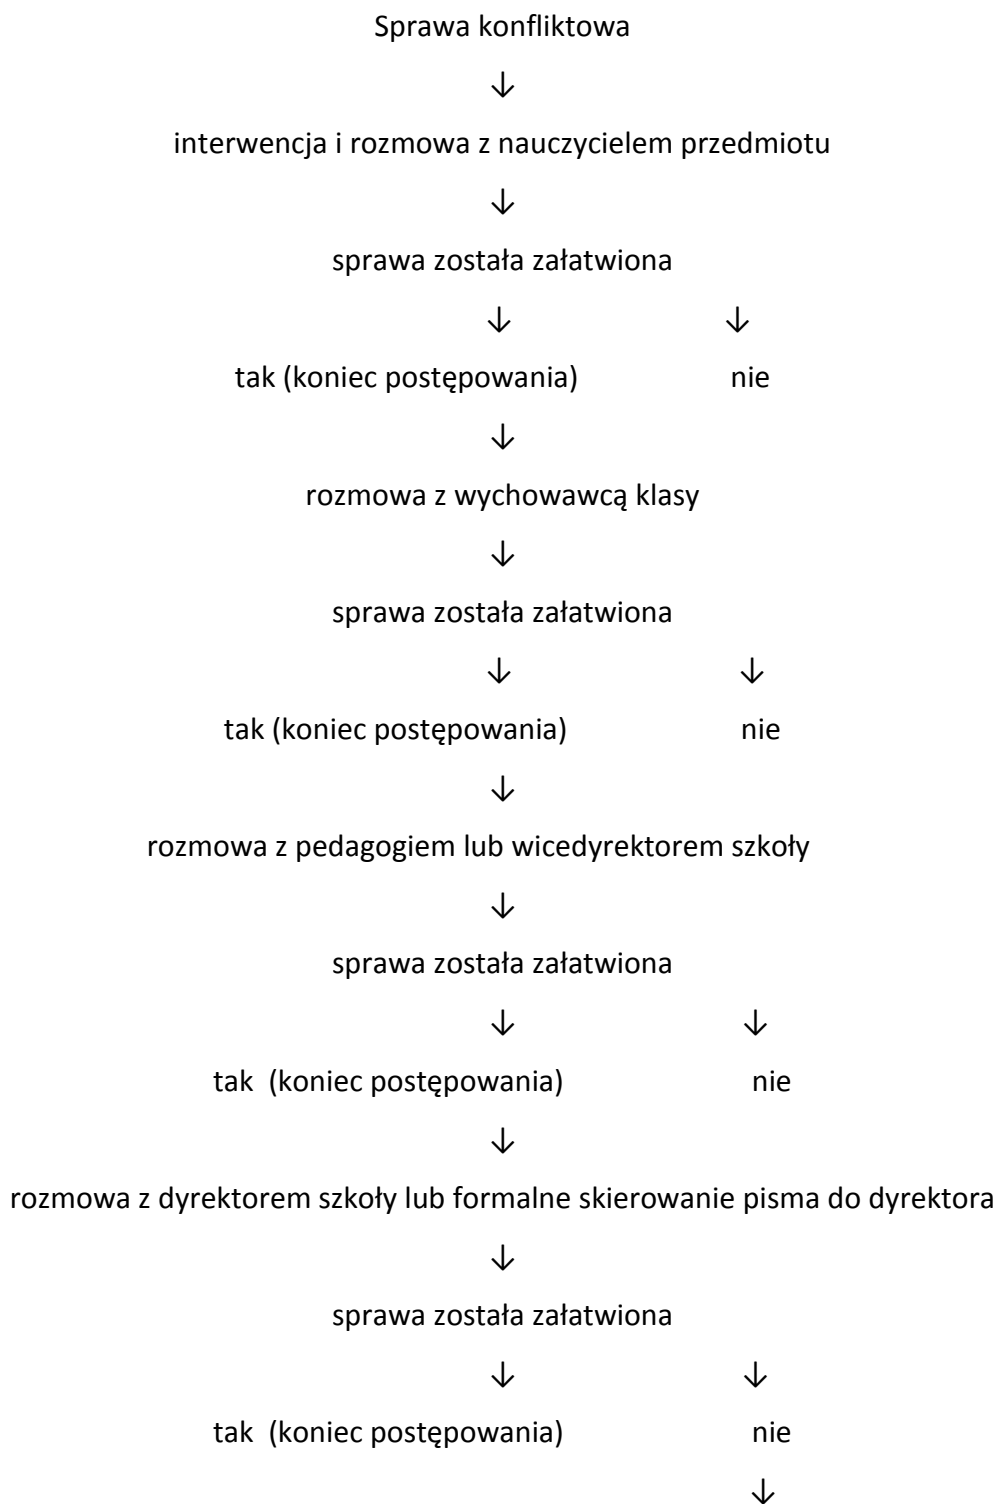 Sprawa konfliktowa
↓
interwencja i rozmowa z nauczycielem przedmiotu
↓
sprawa została załatwiona
↓ ↓
tak (koniec postępowania) nie
↓
rozmowa z wychowawcą klasy
↓
sprawa została załatwiona
↓ ↓
tak (koniec postępowania) nie
↓
rozmowa z pedagogiem lub wicedyrektorem szkoły
↓
sprawa została załatwiona
↓ ↓
tak (koniec postępowania) nie
↓
rozmowa z dyrektorem szkoły lub formalne skierowanie pisma do dyrektora
↓
sprawa została załatwiona
↓ ↓
tak (koniec postępowania) nie
↓